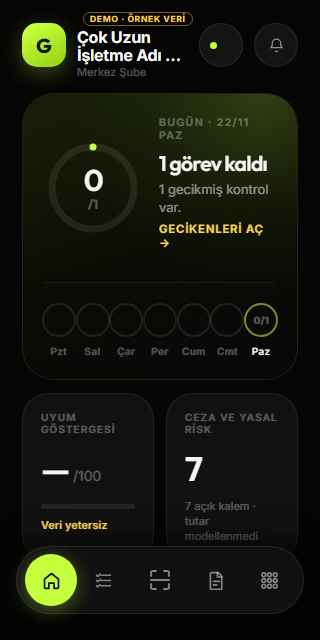 DEMO · ÖRNEK VERİ
G
Çok Uzun
İşletme Adı ...
Merkez Şube
BUGÜN · 22/11
PAZ
1 görev kaldı
1 gecikmiş kontrol
var.
GECİKENLERİ AÇ
→
0
/1
0/1
Pzt Sal Çar Per Cum Cmt Paz
UYUM
GÖSTERGESİ
—/100
Veri yetersiz
CEZA VE YASAL
RİSK
7
7 açık kalem ·
tutar
modellenmedi